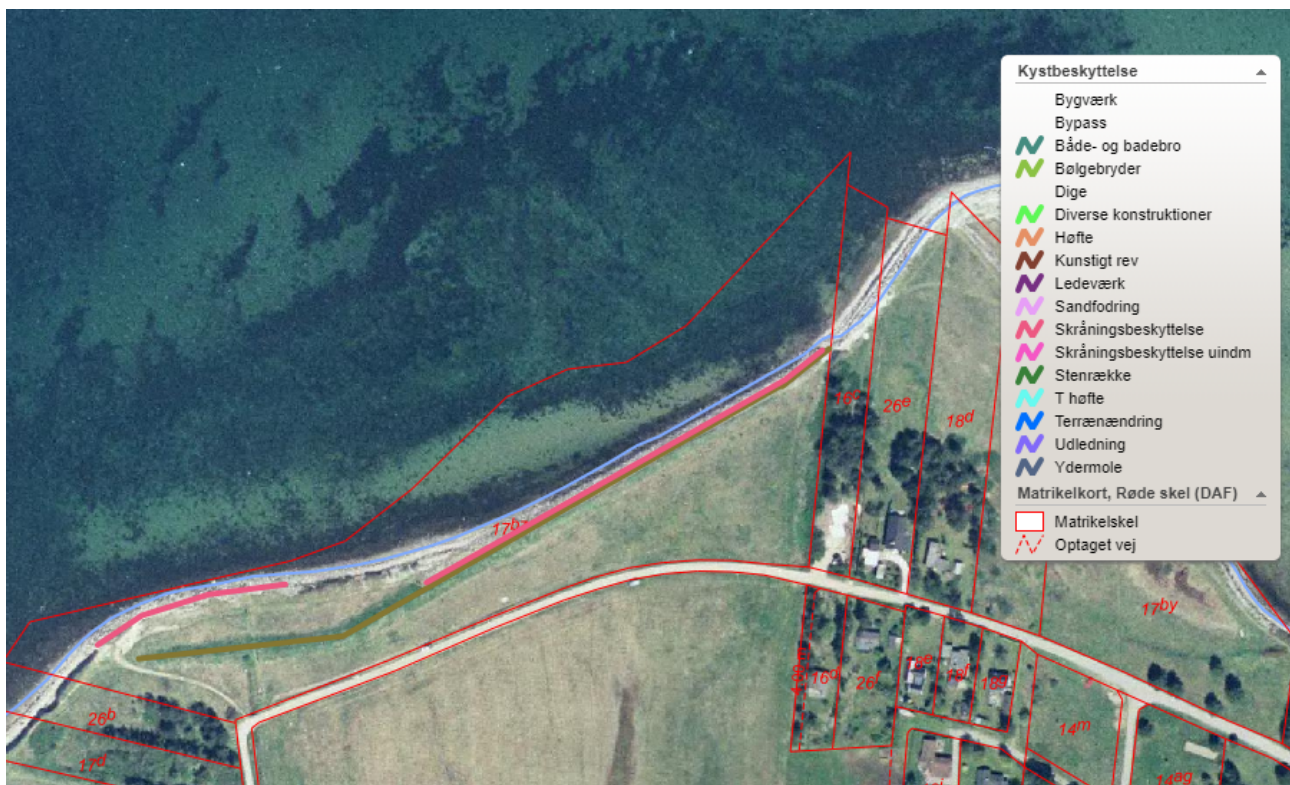 Kystbeskyttelse
Bygværk
Bypass
Både- og badebro
Bølgebryder
Dige
Diverse konstruktioner
Høfte
Kunstigt rev
Ledeværk
Sandfodring
Skråningsbeskyttelse
Skråningsbeskyttelse uindm
Stenrække
T høfte
Terrænændring
Udledning
Ydermole
Matrikelkort, Røde skel (DAF)
Matrikelskel
Optaget vej
16c
26e
18d
17bz
17by
16d
26f
18e
18f
18g
14m
14ag
26b
17d